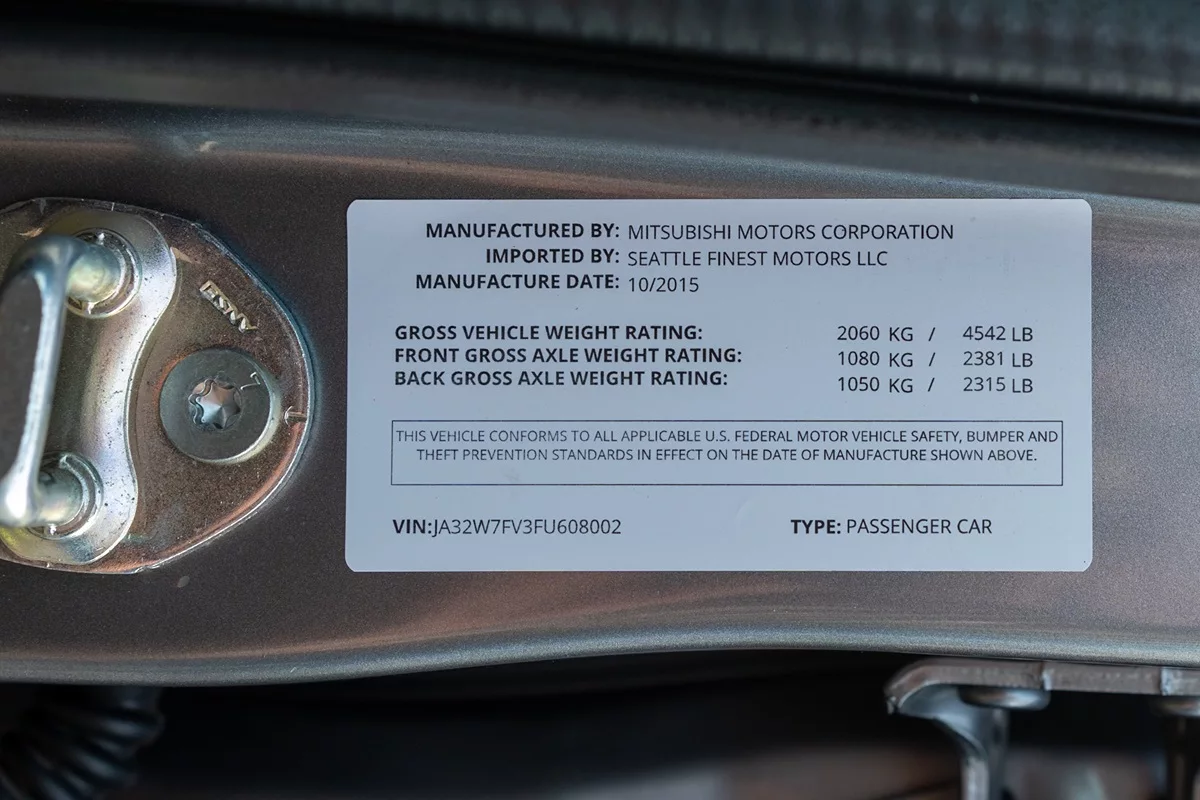 MANUFACTURED BY: MITSUBISHI MOTORS CORPORATION
IMPORTED BY: SEATTLE FINEST MOTORS LLC
MANUFACTURE DATE: 10/2015
GROSS VEHICLE WEIGHT RATING: 2060 KG / 4542 LB
FRONT GROSS AXLE WEIGHT RATING: 1080 KG / 2381 LB
BACK GROSS AXLE WEIGHT RATING: 1050 KG / 2315 LB
THIS VEHICLE CONFORMS TO ALL APPLICABLE U.S. FEDERAL MOTOR VEHICLE SAFETY, BUMPER AND
THEFT PREVENTION STANDARDS IN EFFECT ON THE DATE OF MANUFACTURE SHOWN ABOVE.
VIN:JA32W7FV3FU608002 TYPE: PASSENGER CAR